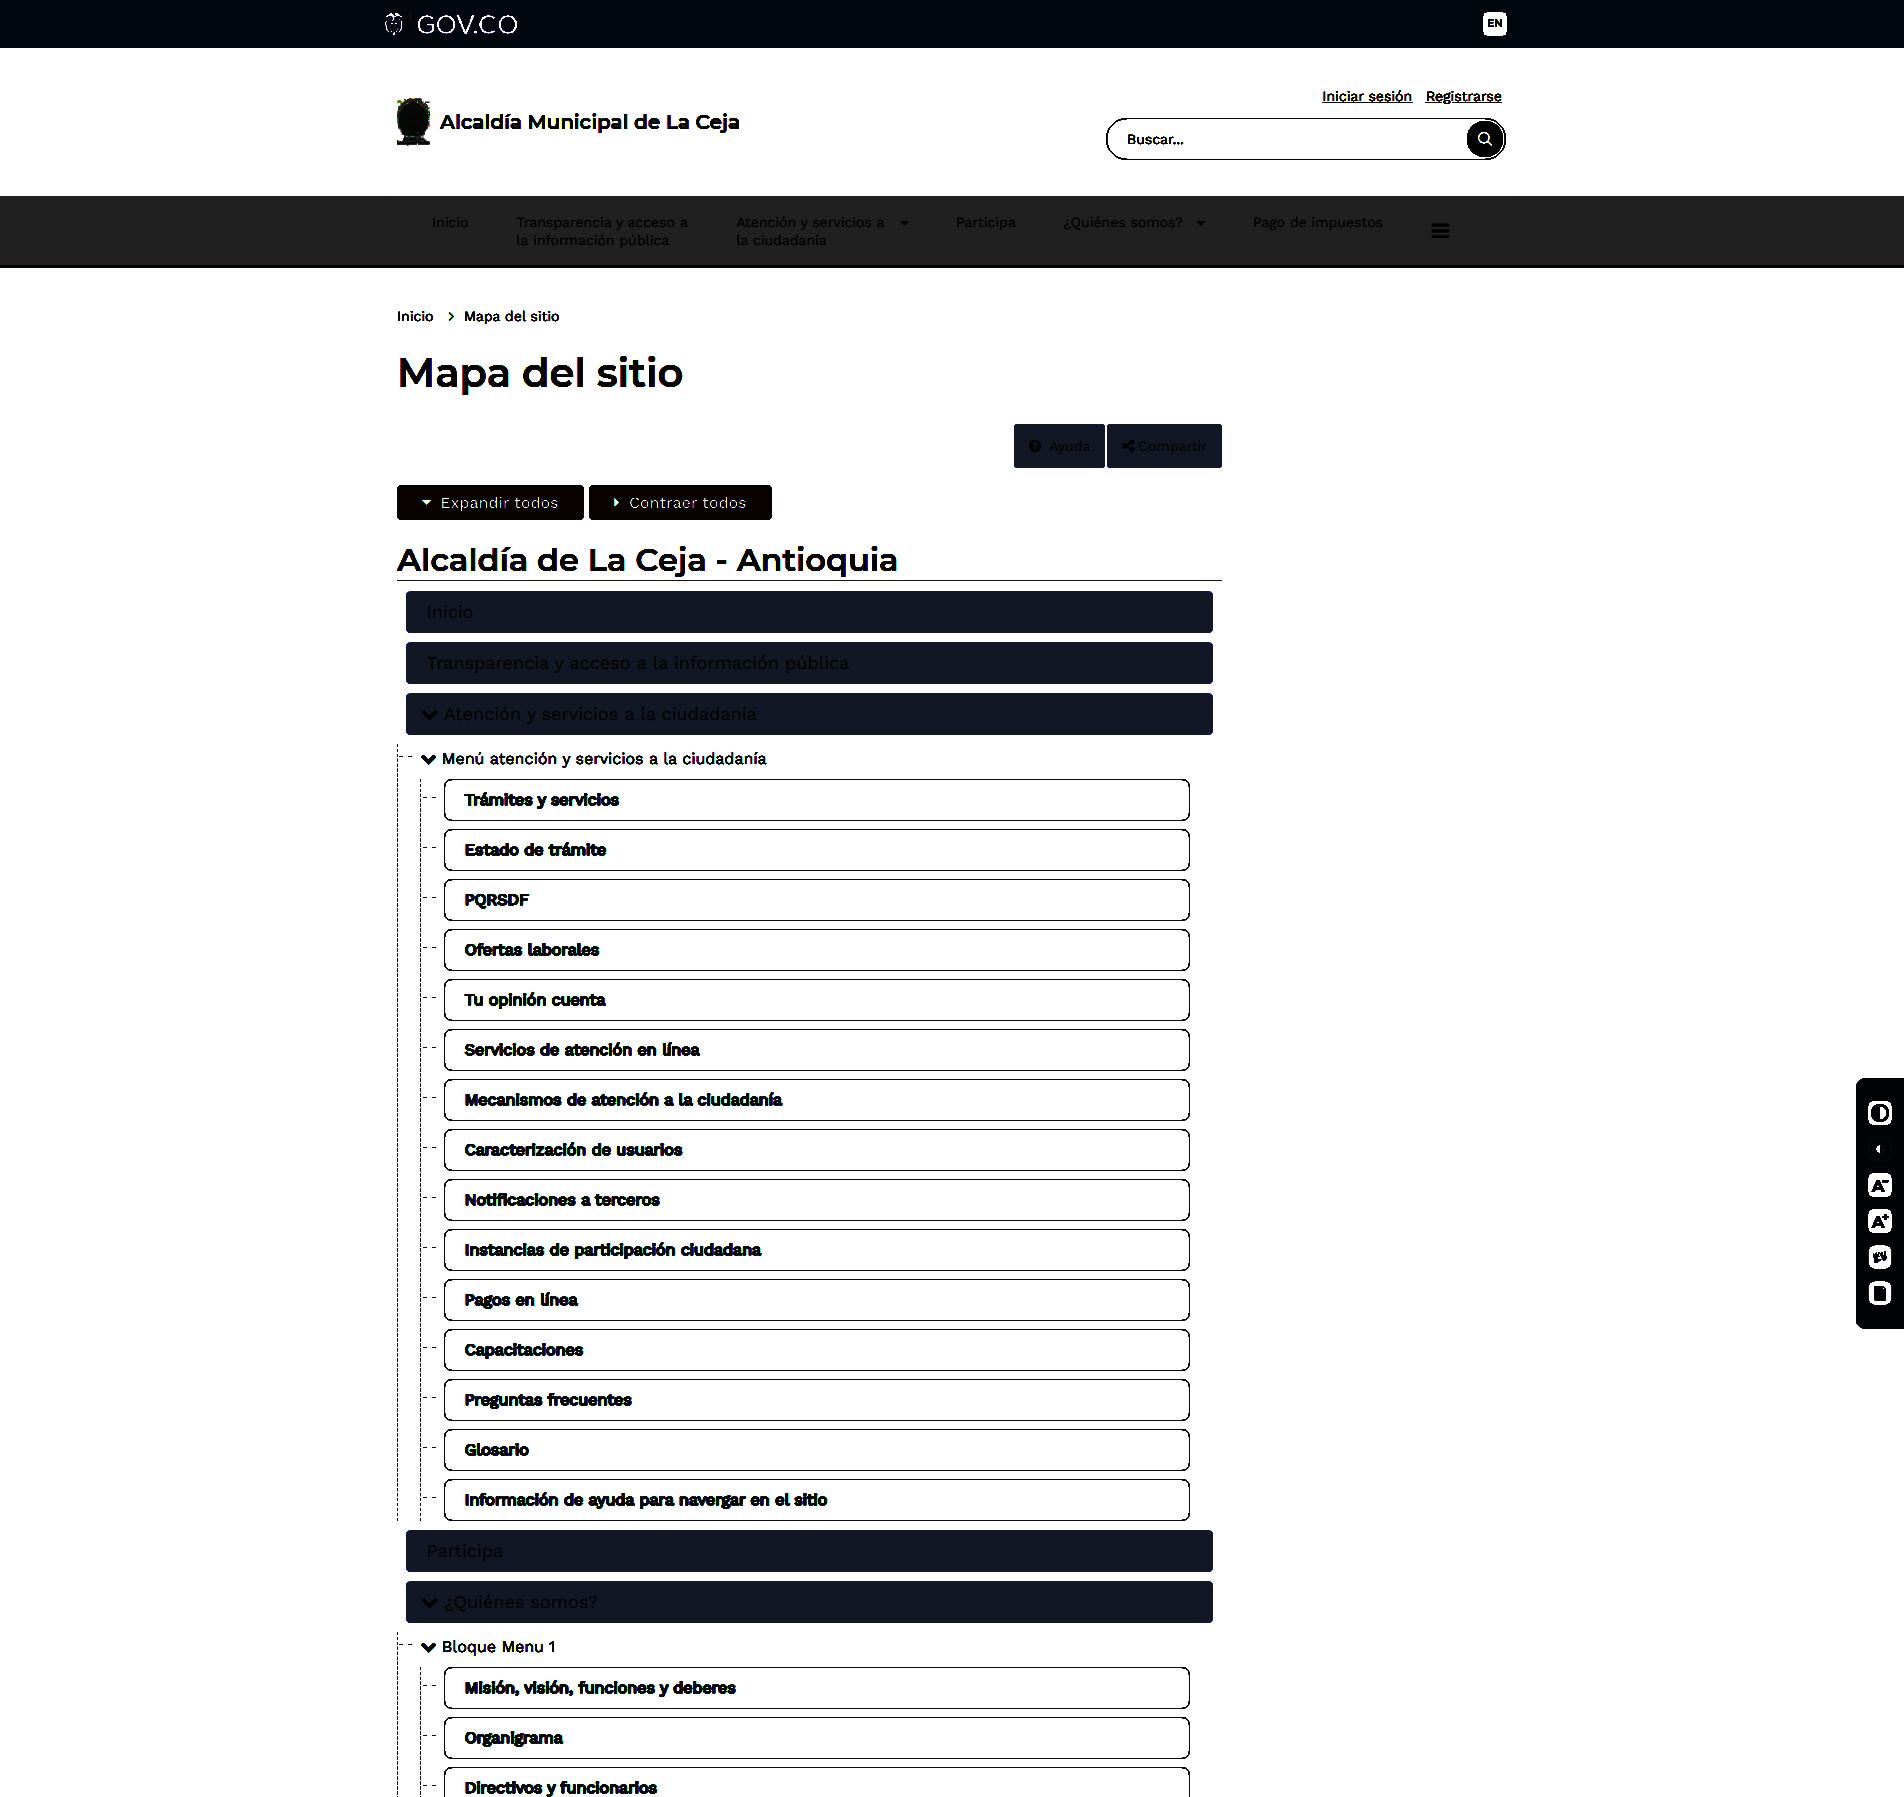 GOV.CO
EN
Iniciar sesión Registrarse
Alcaldía Municipal de La Ceja
Buscar...
Inicio
Transparencia y acceso a
la información pública
Atención y servicios a
la ciudadanía
Participa
¿Quiénes somos?
Pago de impuestos
Inicio
Mapa del sitio
Mapa del sitio
Ayuda
Compartir
Expandir todos
Contraer todos
Alcaldía de La Ceja - Antioquia
Inicio
Transparencia y acceso a la información pública
Atención y servicios a la ciudadanía
Menú atención y servicios a la ciudadanía
Trámites y servicios
Estado de trámite
PQRSDF
Ofertas laborales
Tu opinión cuenta
Servicios de atención en línea
Mecanismos de atención a la ciudadanía
Caracterización de usuarios
Notificaciones a terceros
Instancias de participación ciudadana
Pagos en línea
Capacitaciones
Preguntas frecuentes
Glosario
Información de ayuda para navergar en el sitio
Participa
¿Quiénes somos?
Bloque Menu 1
Misión, visión, funciones y deberes
Organigrama
Directivos y funcionarios
A-
A+